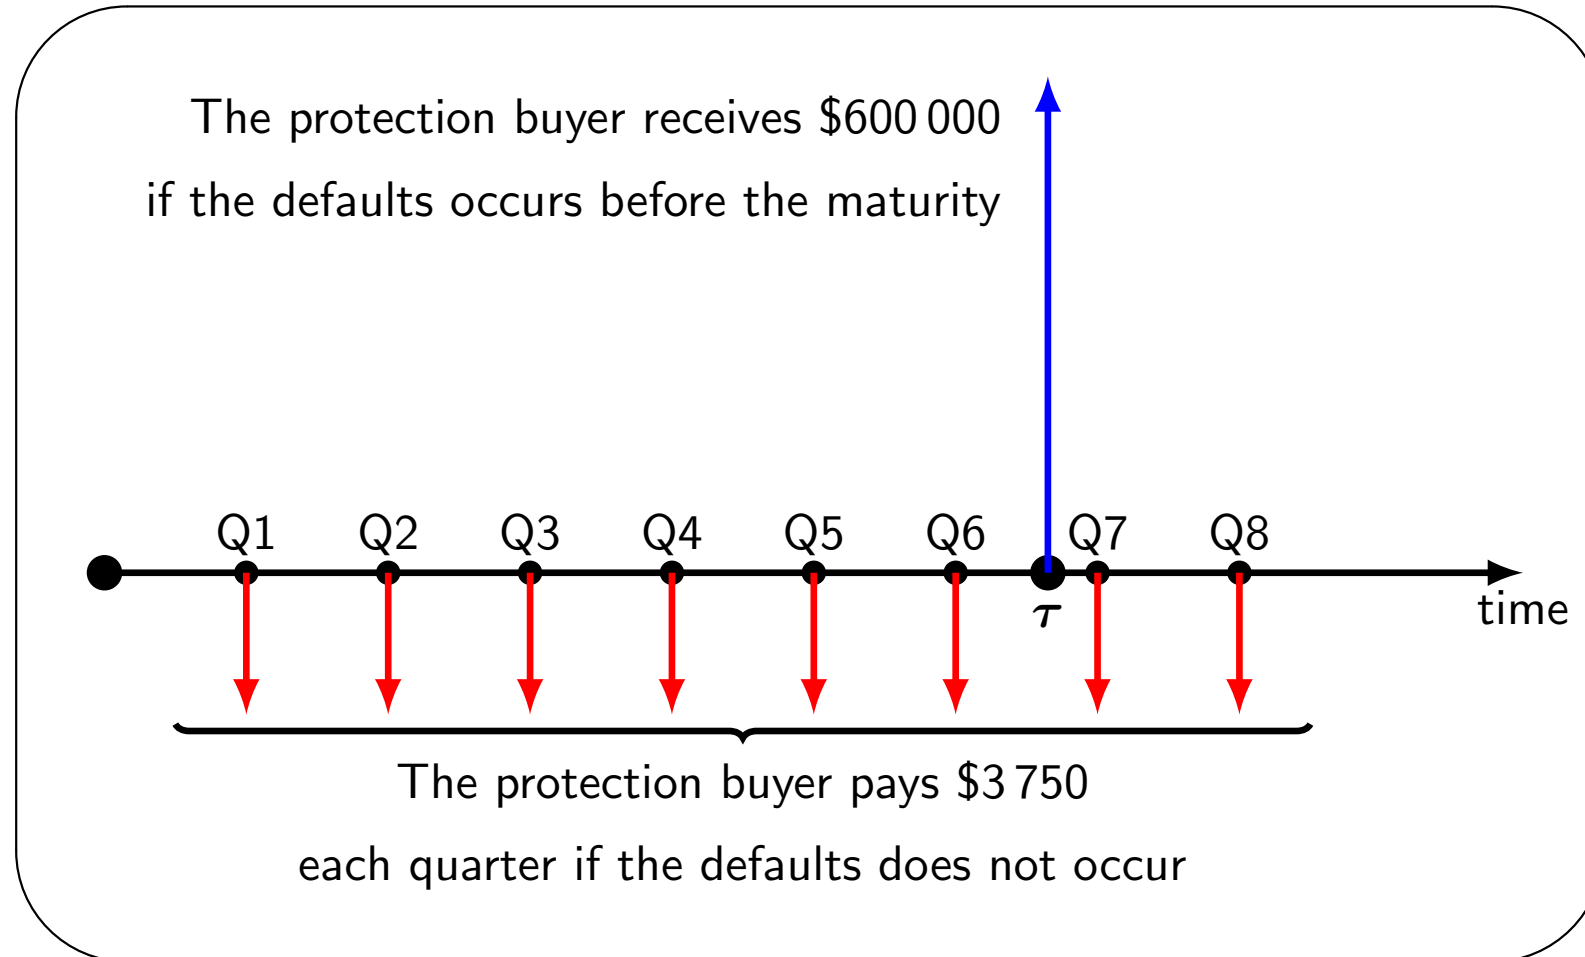 The protection buyer receives $600 000
if the defaults occurs before the maturity
Q1 Q2 Q3 Q4 Q5 Q6 Q7 Q8
τ
time
The protection buyer pays $3 750
each quarter if the defaults does not occur